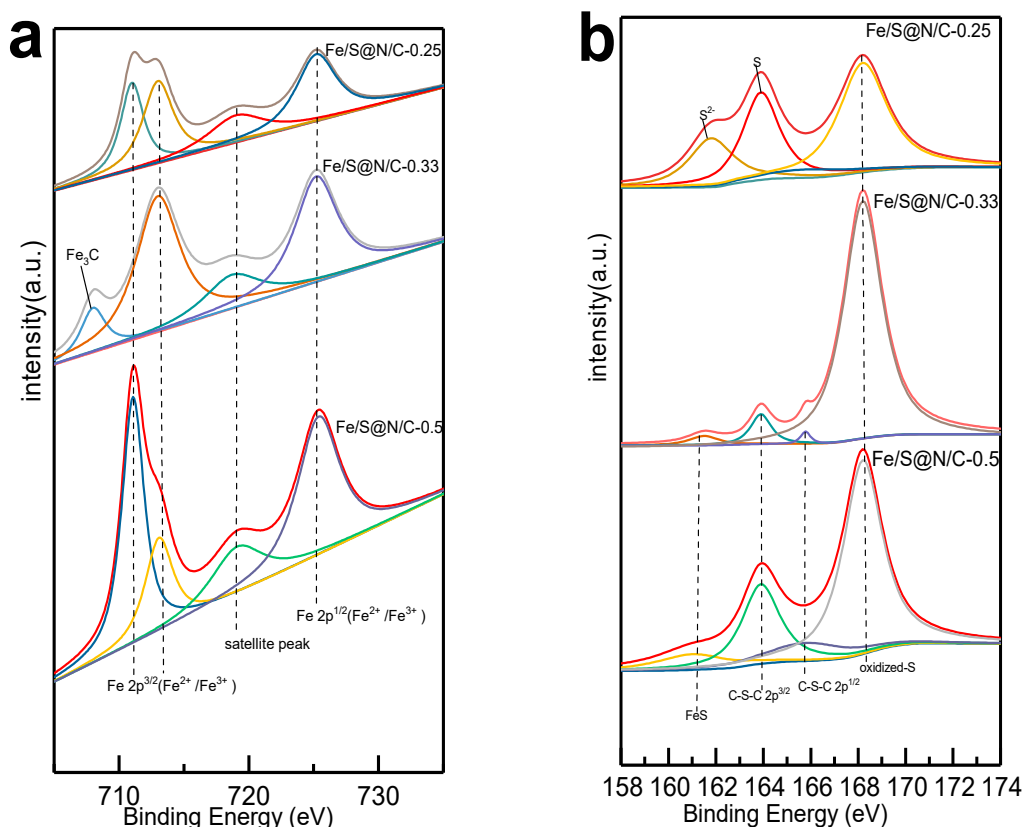 a
Fe/S@N/C-0.25
Fe/S@N/C-0.33
Fe₃C
Fe/S@N/C-0.5
Fe 2p¹/²(Fe²⁺ /Fe³⁺ )
satellite peak
Fe 2p³/²(Fe²⁺ /Fe³⁺ )
intensity(a.u.)
710 720 730
Binding Energy (eV)
b
Fe/S@N/C-0.25
S
S²⁻
Fe/S@N/C-0.33
Fe/S@N/C-0.5
oxidized-S
C-S-C 2p³/² C-S-C 2p¹/²
FeS
intensity(a.u.)
158 160 162 164 166 168 170 172 174
Binding Energy (eV)